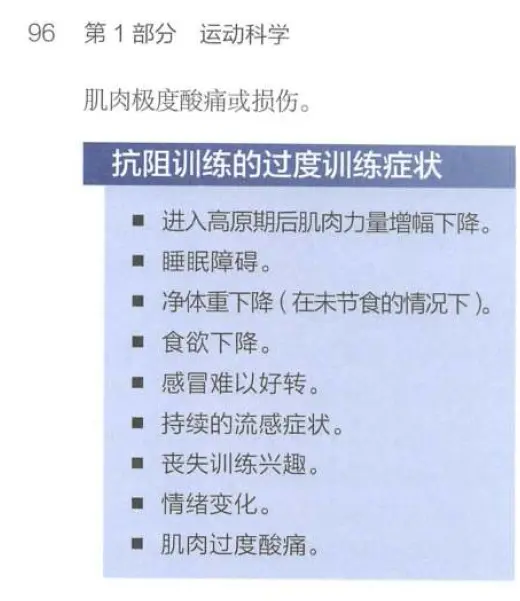 96 第1部分 运动科学
肌肉极度酸痛或损伤。
抗阻训练的过度训练症状
■ 进入高原期后肌肉力量增幅下降。
■ 睡眠障碍。
■ 净体重下降(在未节食的情况下)。
■ 食欲下降。
■ 感冒难以好转。
■ 持续的流感症状。
■ 丧失训练兴趣。
■ 情绪变化。
■ 肌肉过度酸痛。